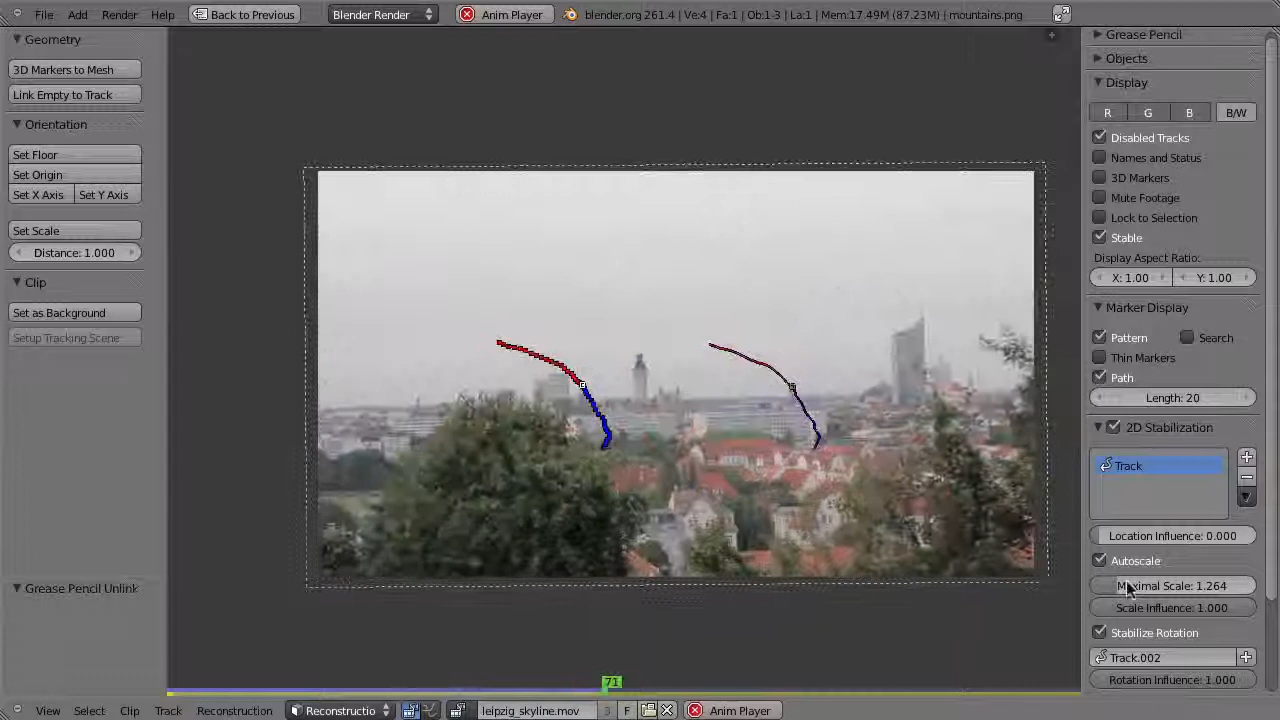 File Add Render Help Back to Previous Blender Render Anim Player blender.org 261.4 | Ve:4 | Fa:1 | Ob:1-3 | La:1 | Mem:17.49M (87.23M) | mountains.png
Geometry
3D Markers to Mesh
Link Empty to Track
Orientation
Set Floor
Set Origin
Set X Axis Set Y Axis
Set Scale
Distance: 1.000
Clip
Set as Background
Setup Tracking Scene
Grease Pencil Unlink
Grease Pencil
Objects
Display
R G B B/W
Disabled Tracks
Names and Status
3D Markers
Mute Footage
Lock to Selection
Stable
Display Aspect Ratio:
X: 1.00 Y: 1.00
Marker Display
Pattern Search
Thin Markers
Path
Length: 20
2D Stabilization
Track
Location Influence: 0.000
Autoscale
Maximal Scale: 1.264
Scale Influence: 1.000
Stabilize Rotation
Track.002
Rotation Influence: 1.000
71
View Select Clip Track Reconstruction Reconstructio leipzig_skyline.mov 3 F Anim Player